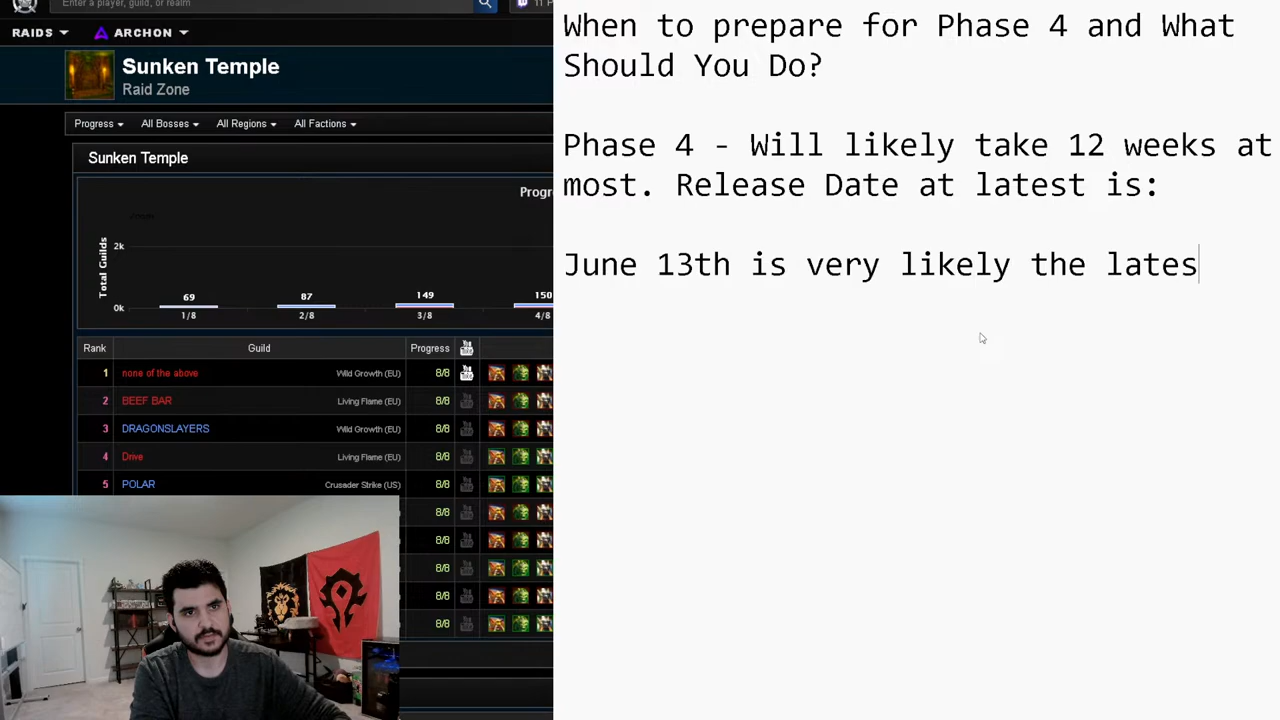 Enter a player, guild, or realm
RAIDS
ARCHON
Sunken Temple
Raid Zone
Progress
All Bosses
All Regions
All Factions
Sunken Temple
Total Guilds
2k
0k
69
87
149
150
1/8
2/8
3/8
4/8
Rank Guild Progress
1 none of the above Wild Growth (EU) 8/8
2 BEEF BAR Living Flame (EU) 8/8
3 DRAGONSLAYERS Wild Growth (EU) 8/8
4 Drive Living Flame (EU) 8/8
5 POLAR Crusader Strike (US) 8/8
8/8
8/8
8/8
8/8
8/8
When to prepare for Phase 4 and What
Should You Do?
Phase 4 - Will likely take 12 weeks at
most. Release Date at latest is:
June 13th is very likely the lates